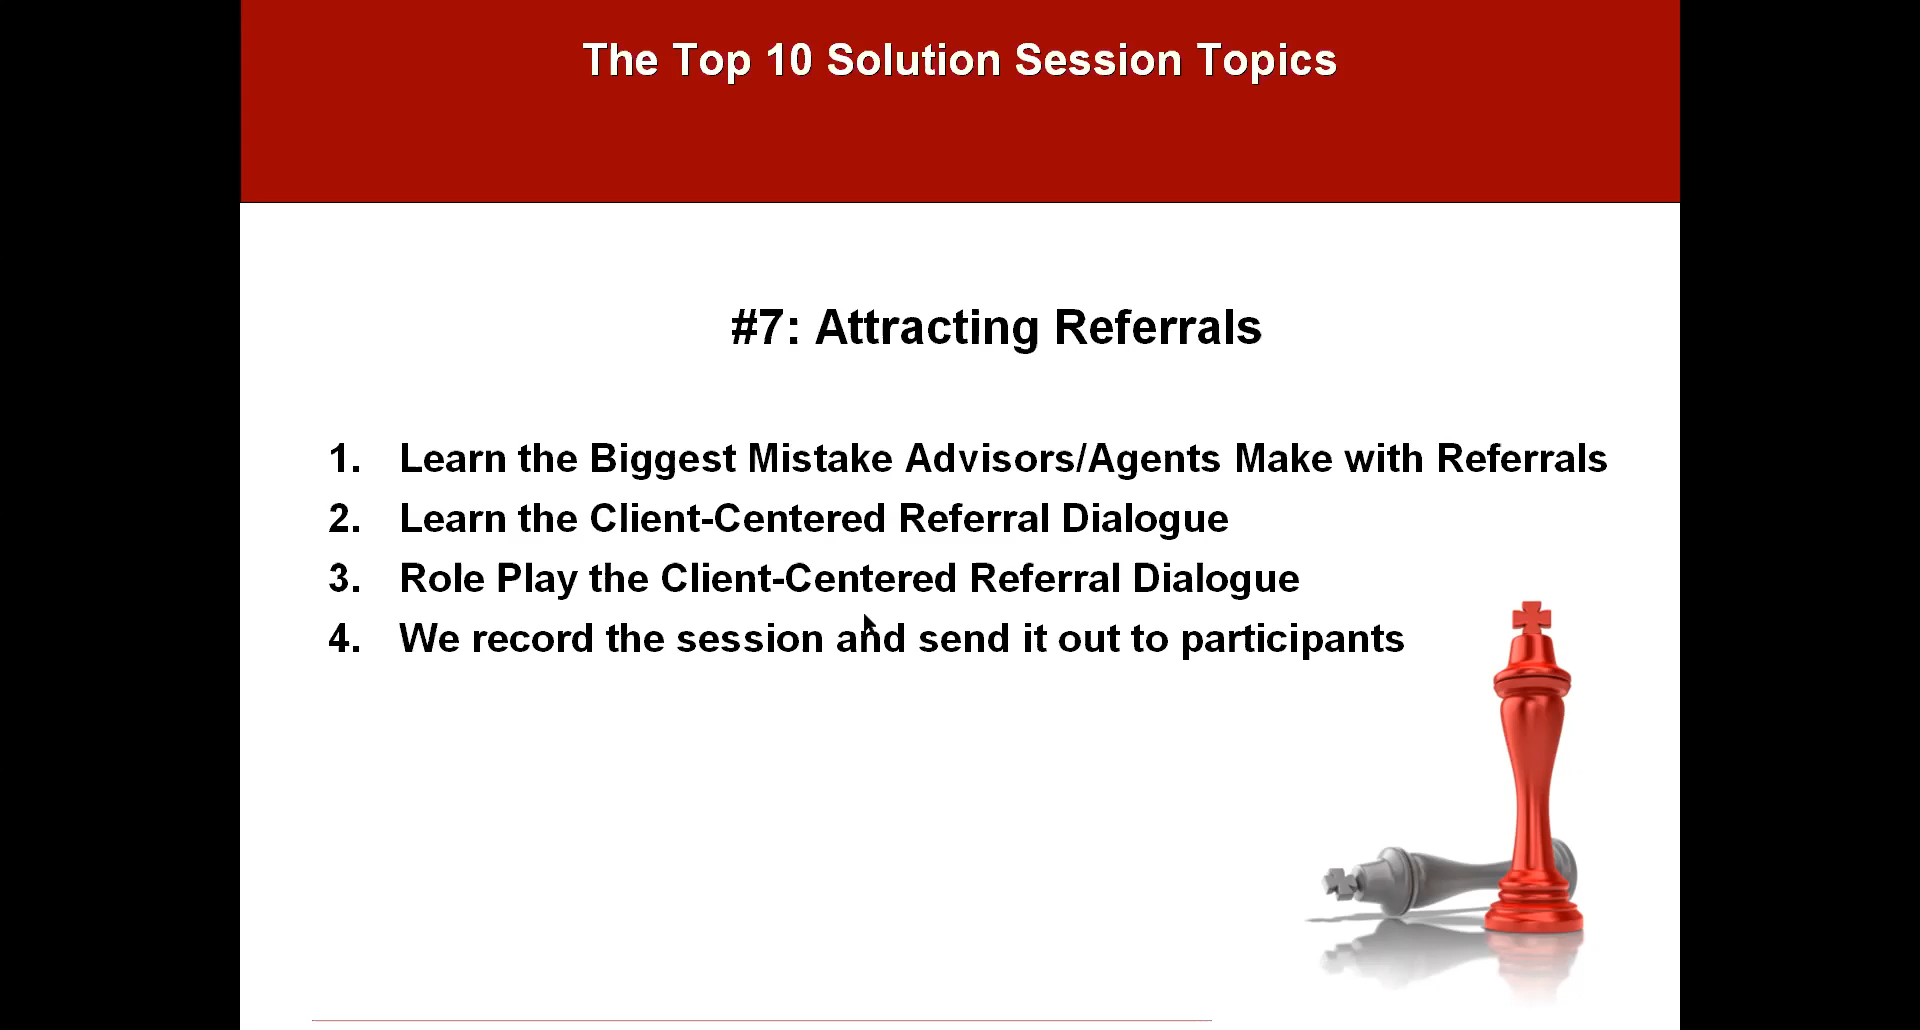 The Top 10 Solution Session Topics
#7: Attracting Referrals
1. Learn the Biggest Mistake Advisors/Agents Make with Referrals
2. Learn the Client-Centered Referral Dialogue
3. Role Play the Client-Centered Referral Dialogue
4. We record the session and send it out to participants